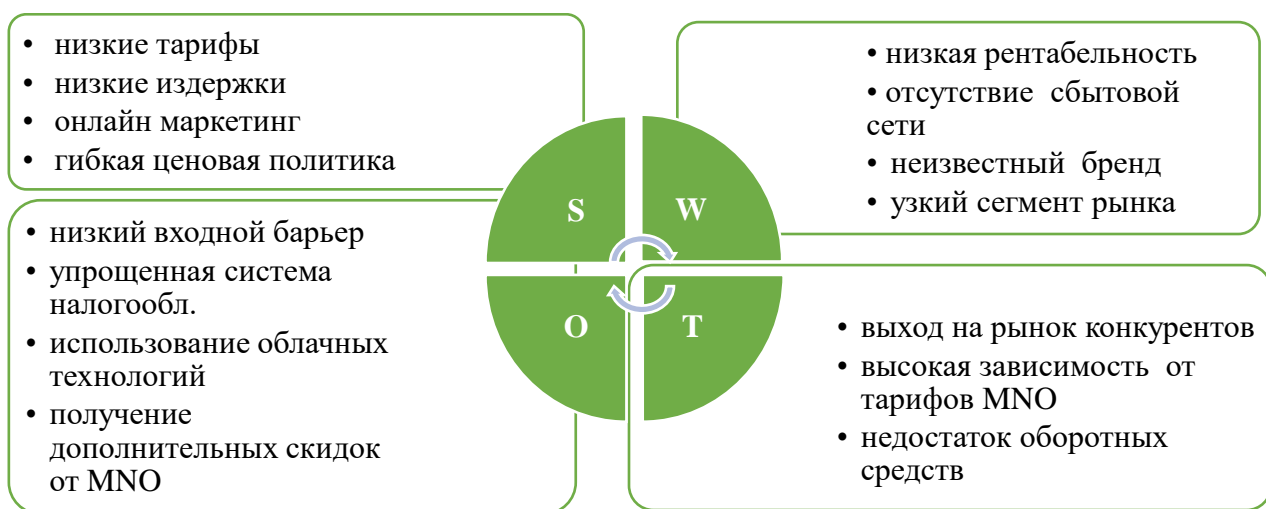 • низкие тарифы
• низкие издержки
• онлайн маркетинг
• гибкая ценовая политика
• низкая рентабельность
• отсутствие сбытовой
сети
• неизвестный бренд
• узкий сегмент рынка
S
W
• низкий входной барьер
• упрощенная система
налогообл.
• использование облачных
технологий
• получение
дополнительных скидок
от MNO
O
T
• выход на рынок конкурентов
• высокая зависимость от
тарифов MNO
• недостаток оборотных
средств